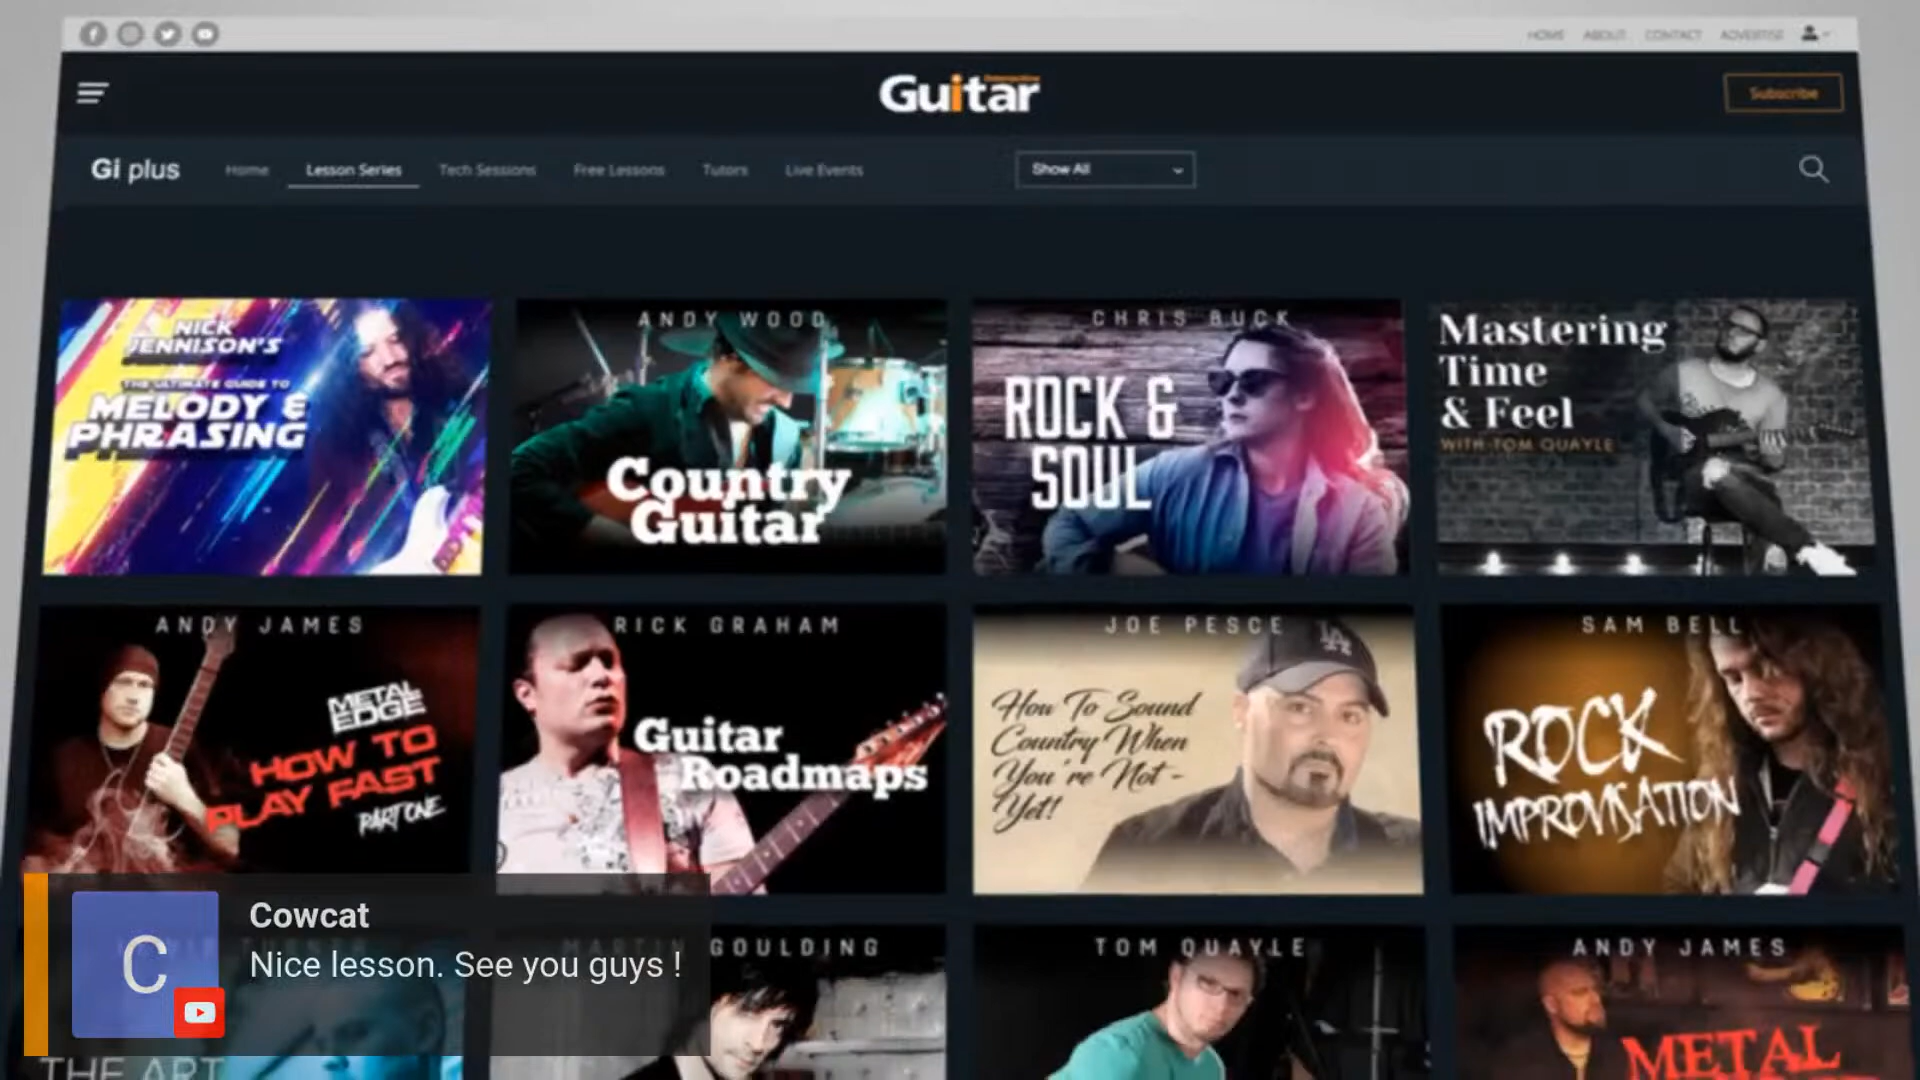 HOME ABOUT CONTACT ADVERTISE
Interactive
Guitar
Subscribe
Gi plus
Home Lesson Series Tech Sessions Free Lessons Tutors Live Events
Show All
NICK
JENNISON'S
THE ULTIMATE GUIDE TO
MELODY &
PHRASING
ANDY WOOD
Country
Guitar
CHRIS BUCK
ROCK &
SOUL
Mastering
Time
& Feel
WITH TOM QUAYLE
ANDY JAMES
METAL
EDGE
HOW TO
PLAY FAST
PART ONE
RICK GRAHAM
Guitar
Roadmaps
JOE PESCE
How To Sound
Country When
You're Not -
Yet!
LA
SAM BELL
ROCK
IMPROVISATION
C
Cowcat
Nice lesson. See you guys !
THE ART
GOULDING
TOM QUAYLE
ANDY JAMES
METAL